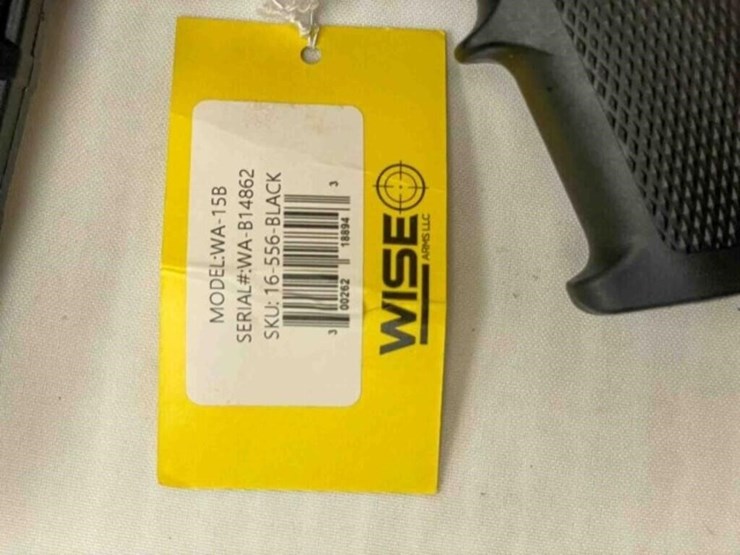 MODEL:WA-15B
SERIAL#:WA-B14862
SKU: 16-556-BLACK
3 00262 18894 3
WISE
ARMS LLC